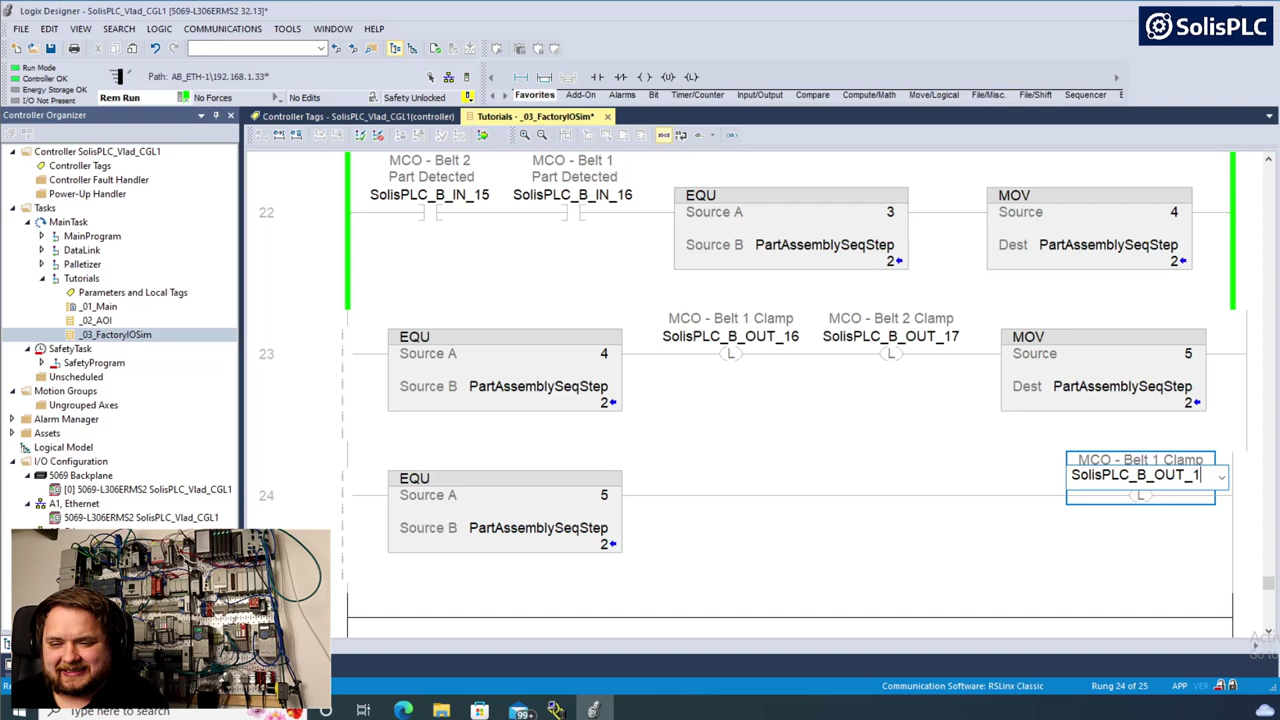 Logix Designer - SolisPLC_Vlad_CGL1 [5069-L306ERMS2 32.13]*
FILE EDIT VIEW SEARCH LOGIC COMMUNICATIONS TOOLS WINDOW HELP
SolisPLC
Run Mode
Controller OK
Energy Storage OK
I/O Not Present
Path: AB_ETH-1\192.168.1.33*
Rem Run No Forces No Edits Safety Unlocked
Favorites Add-On Alarms Bit Timer/Counter Input/Output Compare Compute/Math Move/Logical File/Misc. File/Shift Sequencer E
Controller Organizer
Controller Tags - SolisPLC_Vlad_CGL1(controller) Tutorials - _03_FactoryIOSim*
Controller SolisPLC_Vlad_CGL1
Controller Tags
Controller Fault Handler
Power-Up Handler
Tasks
MainTask
MainProgram
DataLink
Palletizer
Tutorials
Parameters and Local Tags
_01_Main
_02_AOI
_03_FactoryIOSim
SafetyTask
SafetyProgram
Unscheduled
Motion Groups
Ungrouped Axes
Alarm Manager
Assets
Logical Model
I/O Configuration
5069 Backplane
[0] 5069-L306ERMS2 SolisPLC_Vlad_CGL1
A1, Ethernet
5069-L306ERMS2 SolisPLC_Vlad_CGL1
22
MCO - Belt 2
Part Detected
SolisPLC_B_IN_15
MCO - Belt 1
Part Detected
SolisPLC_B_IN_16
EQU
Source A 3
Source B PartAssemblySeqStep
2
MOV
Source 4
Dest PartAssemblySeqStep
2
23
EQU
Source A 4
Source B PartAssemblySeqStep
2
MCO - Belt 1 Clamp
SolisPLC_B_OUT_16
L
MCO - Belt 2 Clamp
SolisPLC_B_OUT_17
L
MOV
Source 5
Dest PartAssemblySeqStep
2
24
EQU
Source A 5
Source B PartAssemblySeqStep
2
MCO - Belt 1 Clamp
SolisPLC_B_OUT_1
L
Communication Software: RSLinx Classic Rung 24 of 25 APP VER
Type here to search
99+